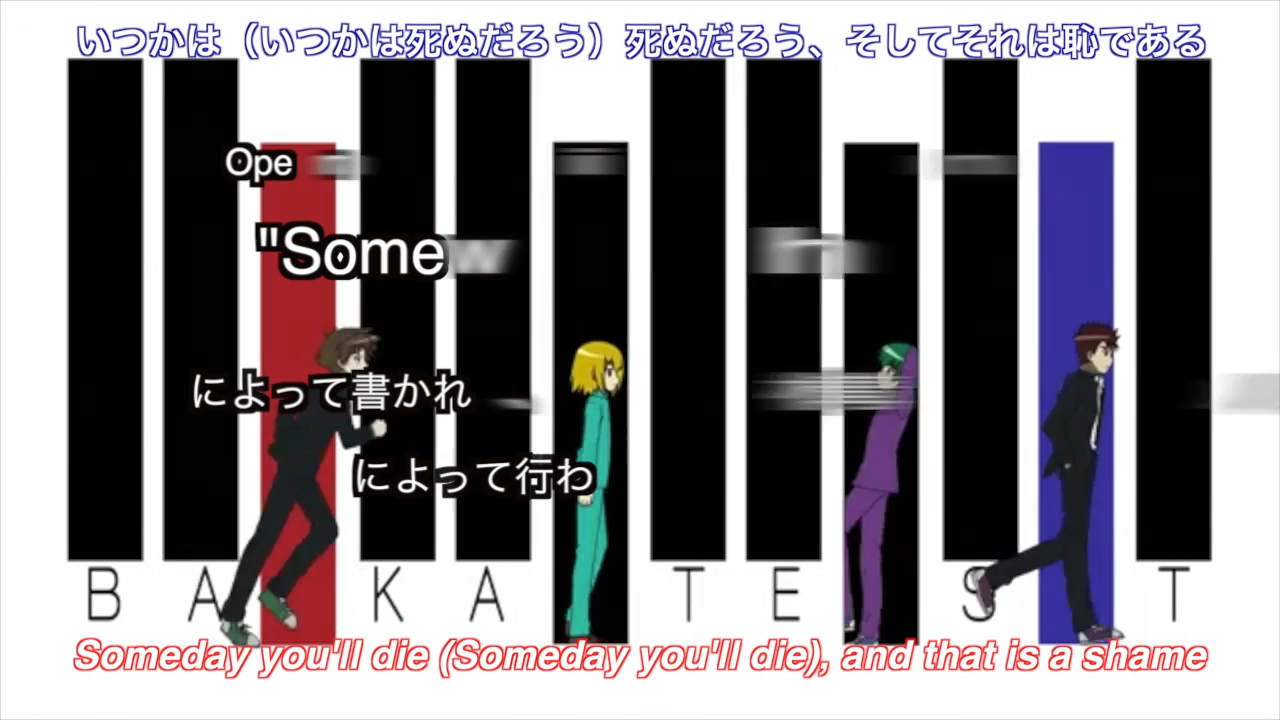 いつかは（いつかは死ぬだろう）死ぬだろう、そしてそれは恥である
Ope
"Some
によって書かれ
によって行わ
B A K A T E S T
Someday you'll die (Someday you'll die), and that is a shame